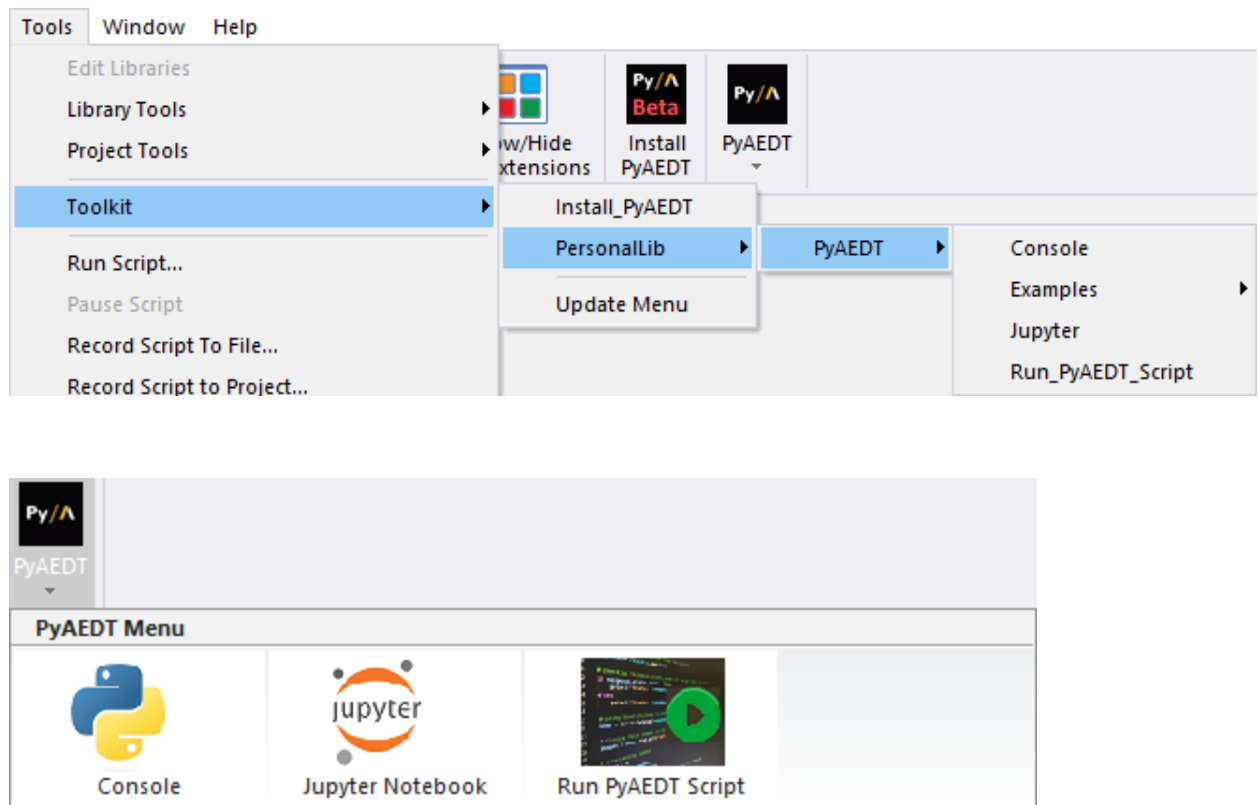 Tools Window Help
Edit Libraries
Library Tools
Project Tools
Toolkit
Run Script...
Pause Script
Record Script To File...
Record Script to Project...
w/Hide
xtensions
Py/Λ
Beta
Install
PyAEDT
Py/Λ
PyAEDT
Install_PyAEDT
PersonalLib
Update Menu
PyAEDT
Console
Examples
Jupyter
Run_PyAEDT_Script
Py/Λ
PyAEDT
PyAEDT Menu
Console
jupyter
Jupyter Notebook
Run PyAEDT Script